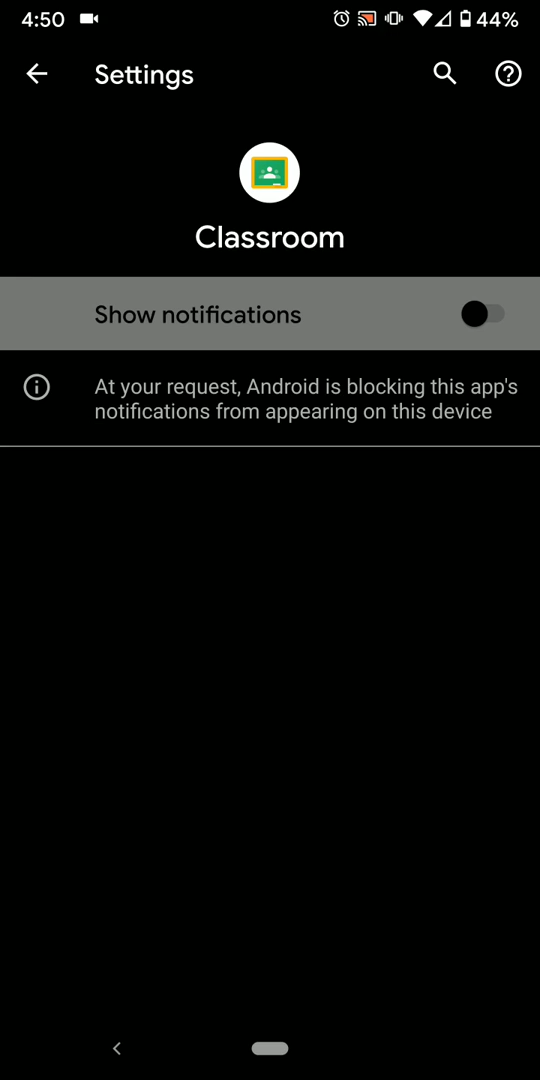 4:50
44%
Settings
Classroom
Show notifications
At your request, Android is blocking this app's
notifications from appearing on this device